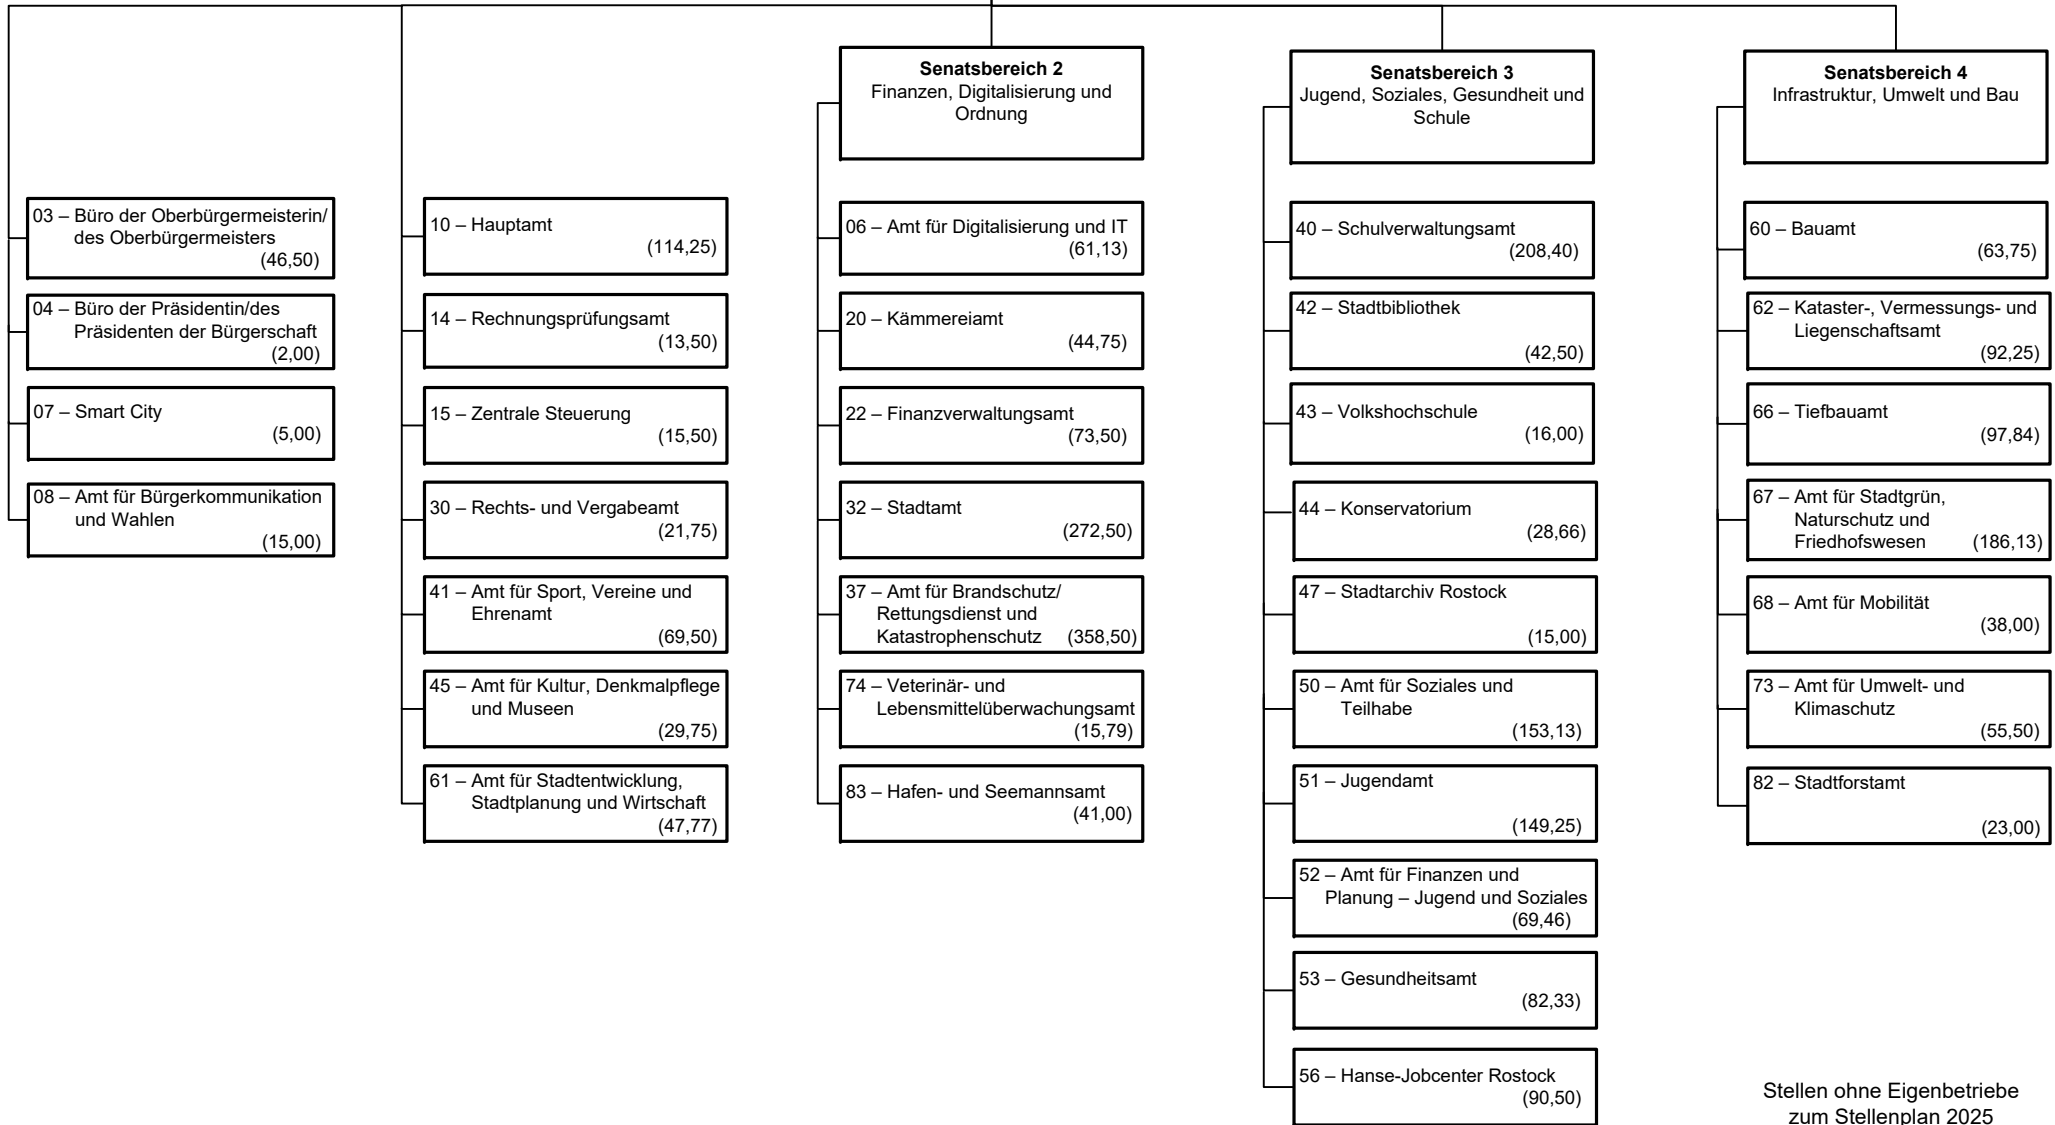 Senatsbereich 2
Finanzen, Digitalisierung und
Ordnung
Senatsbereich 3
Jugend, Soziales, Gesundheit und
Schule
Senatsbereich 4
Infrastruktur, Umwelt und Bau
03 – Büro der Oberbürgermeisterin/
des Oberbürgermeisters
(46,50)
04 – Büro der Präsidentin/des
Präsidenten der Bürgerschaft
(2,00)
07 – Smart City
(5,00)
08 – Amt für Bürgerkommunikation
und Wahlen
(15,00)
10 – Hauptamt
(114,25)
14 – Rechnungsprüfungsamt
(13,50)
15 – Zentrale Steuerung
(15,50)
30 – Rechts- und Vergabeamt
(21,75)
41 – Amt für Sport, Vereine und
Ehrenamt
(69,50)
45 – Amt für Kultur, Denkmalpflege
und Museen
(29,75)
61 – Amt für Stadtentwicklung,
Stadtplanung und Wirtschaft
(47,77)
06 – Amt für Digitalisierung und IT
(61,13)
20 – Kämmereiamt
(44,75)
22 – Finanzverwaltungsamt
(73,50)
32 – Stadtamt
(272,50)
37 – Amt für Brandschutz/
Rettungsdienst und
Katastrophenschutz (358,50)
74 – Veterinär- und
Lebensmittelüberwachungsamt
(15,79)
83 – Hafen- und Seemannsamt
(41,00)
40 – Schulverwaltungsamt
(208,40)
42 – Stadtbibliothek
(42,50)
43 – Volkshochschule
(16,00)
44 – Konservatorium
(28,66)
47 – Stadtarchiv Rostock
(15,00)
50 – Amt für Soziales und
Teilhabe
(153,13)
51 – Jugendamt
(149,25)
52 – Amt für Finanzen und
Planung – Jugend und Soziales
(69,46)
53 – Gesundheitsamt
(82,33)
56 – Hanse-Jobcenter Rostock
(90,50)
60 – Bauamt
(63,75)
62 – Kataster-, Vermessungs- und
Liegenschaftsamt
(92,25)
66 – Tiefbauamt
(97,84)
67 – Amt für Stadtgrün,
Naturschutz und
Friedhofswesen (186,13)
68 – Amt für Mobilität
(38,00)
73 – Amt für Umwelt- und
Klimaschutz
(55,50)
82 – Stadtforstamt
(23,00)
Stellen ohne Eigenbetriebe
zum Stellenplan 2025